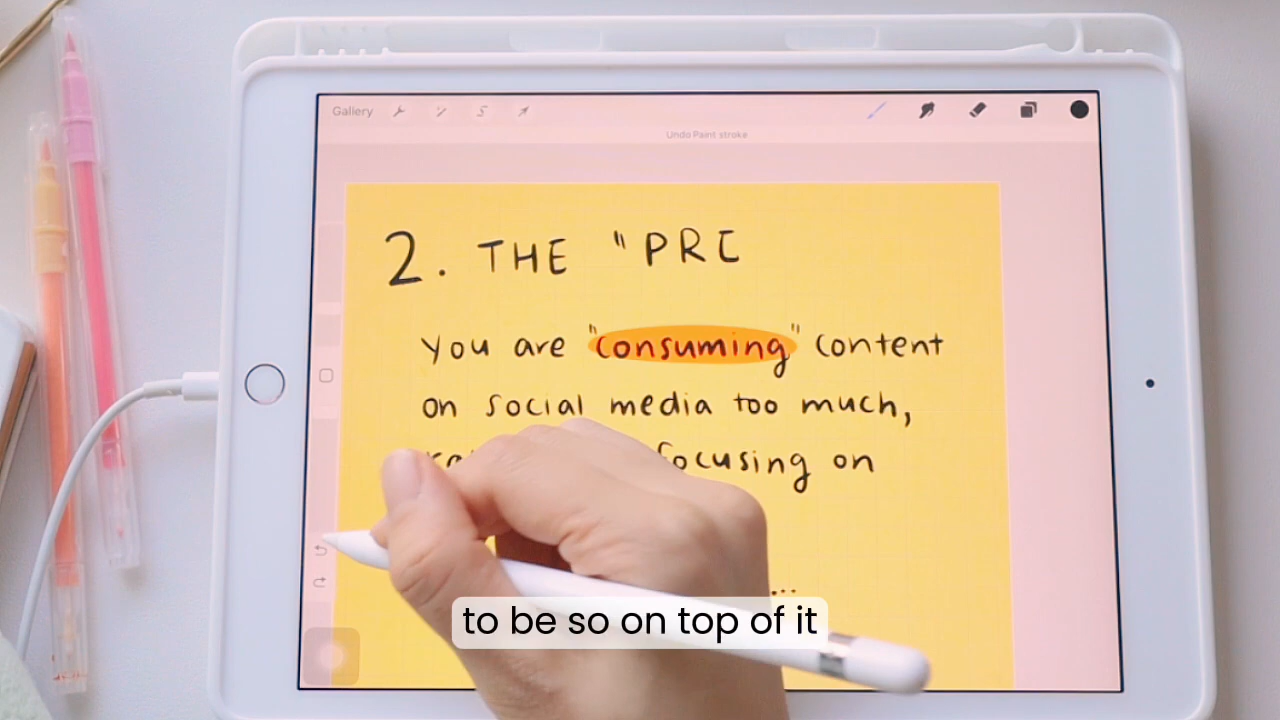 Gallery
Undo Paint stroke
2. THE "PRE
You are "consuming" content
on social media too much,
focusing on
...
to be so on top of it